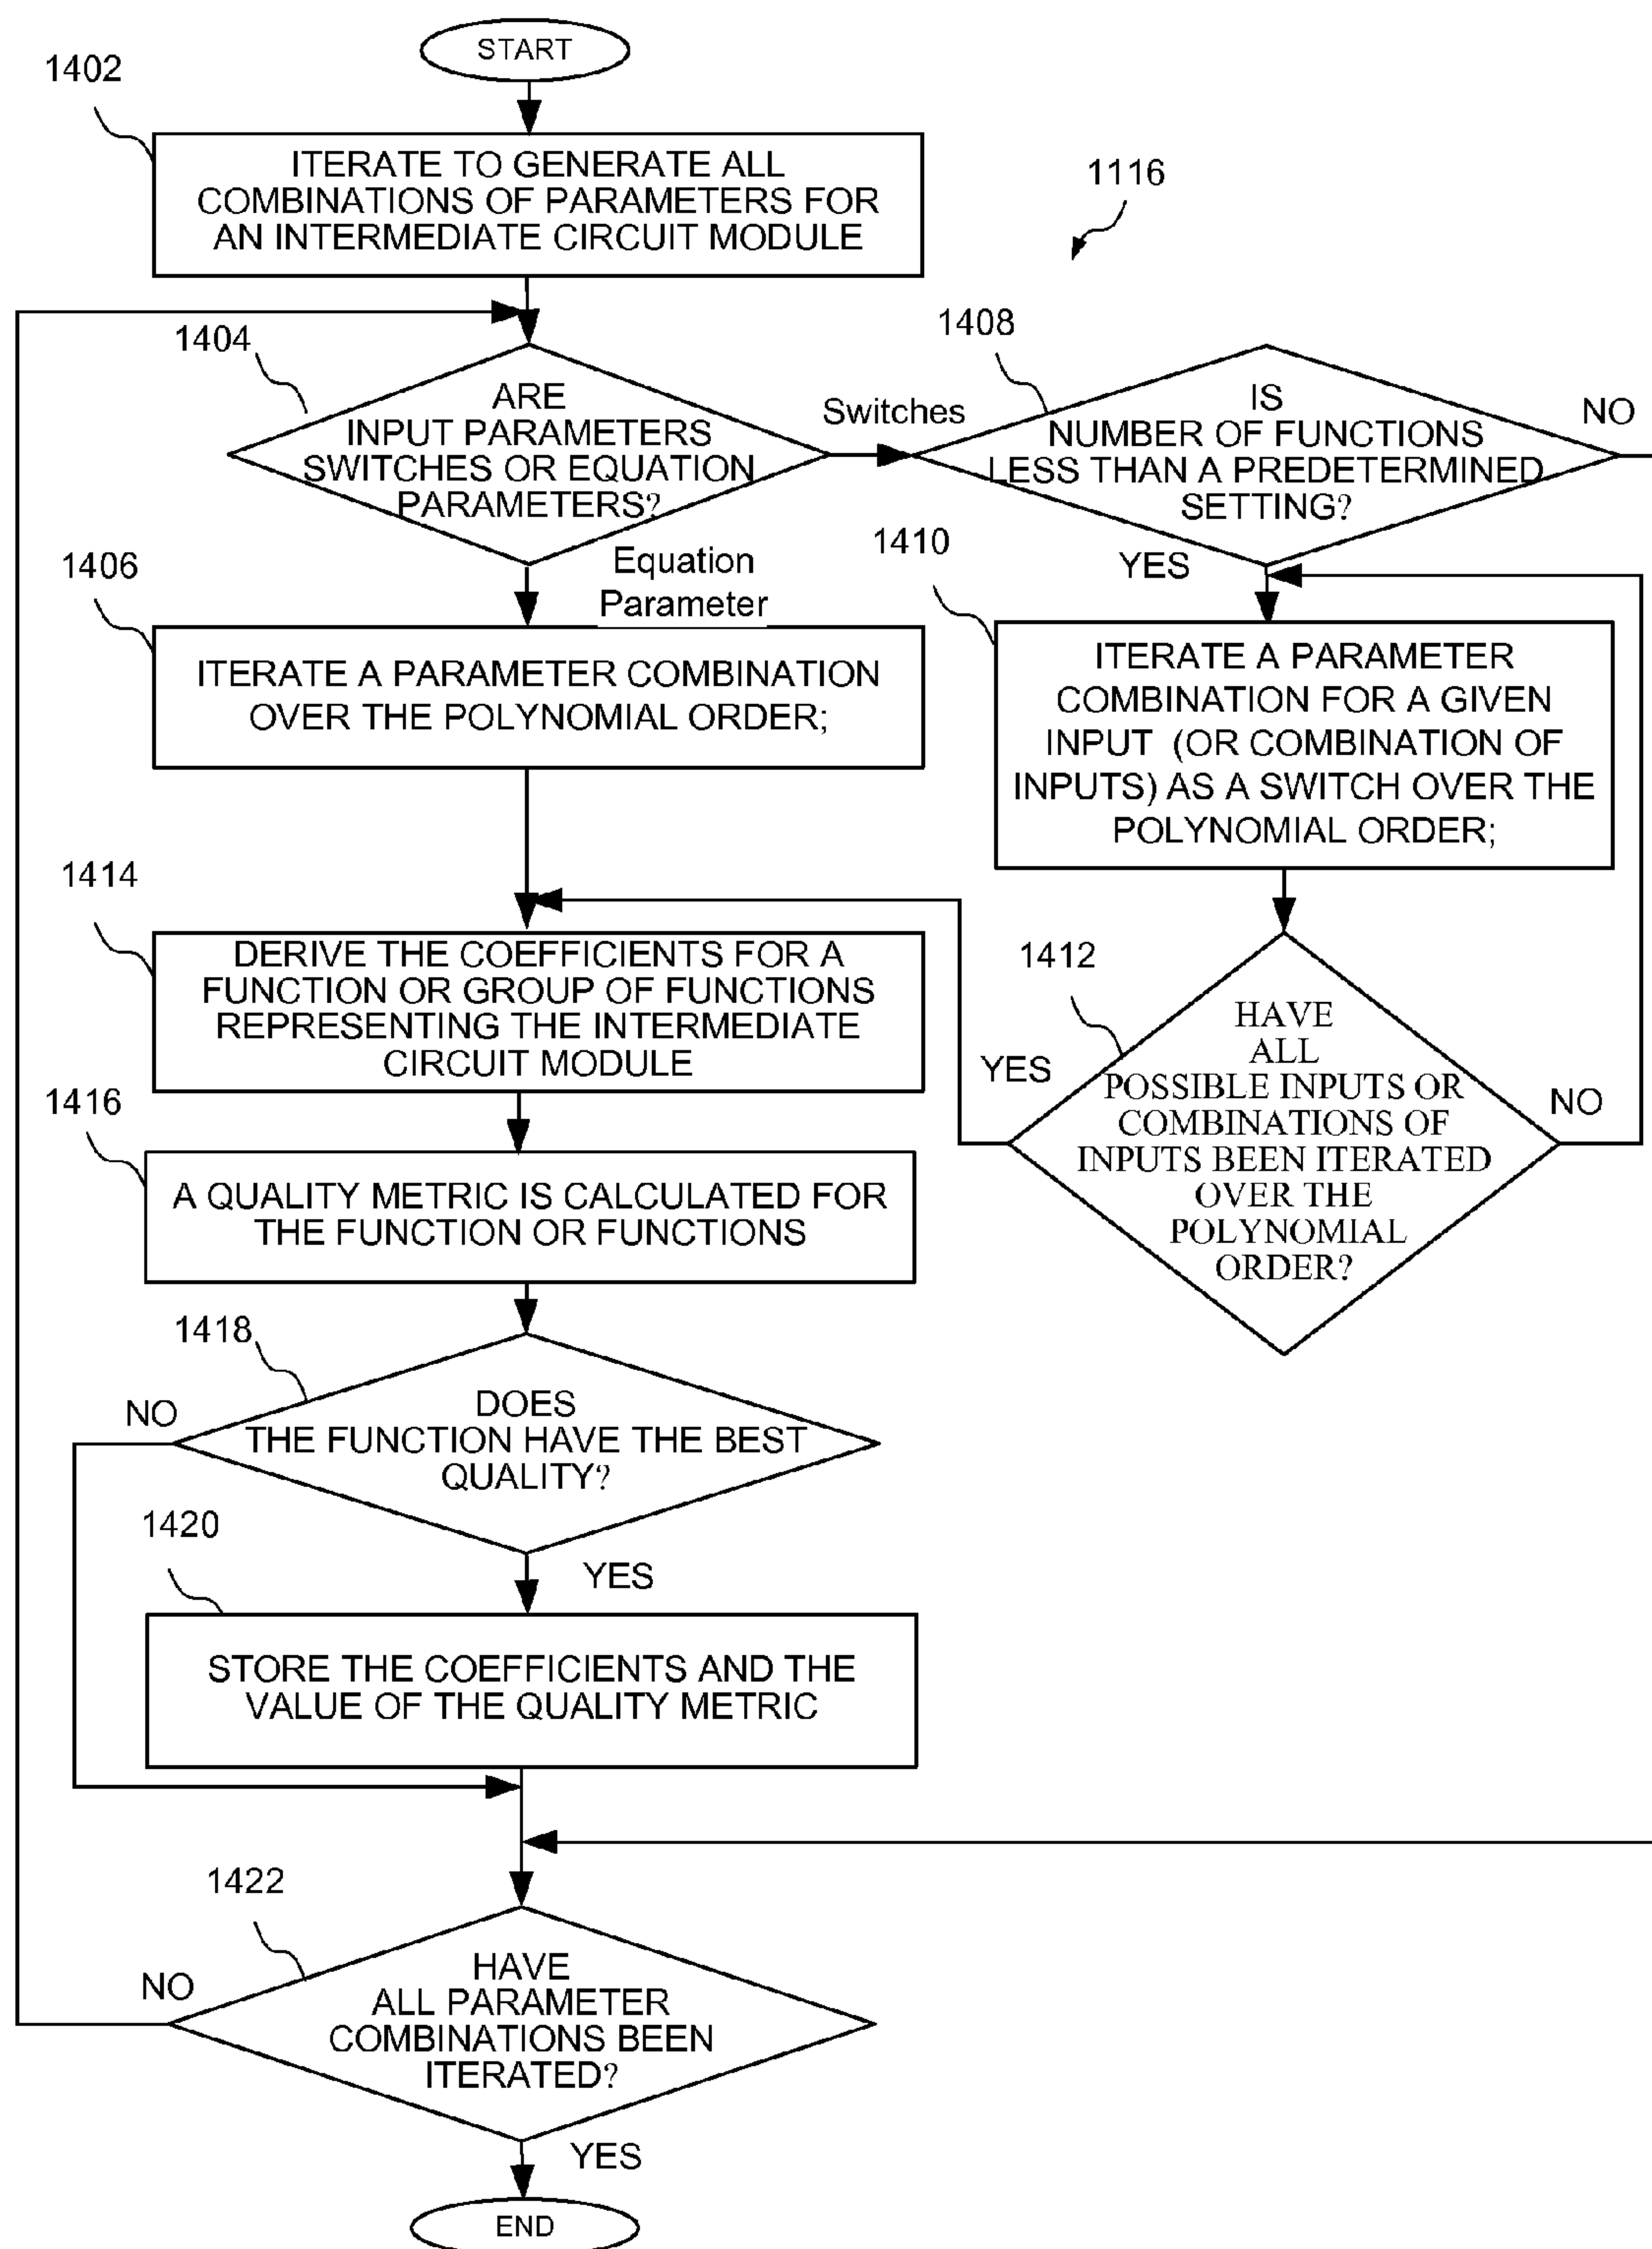 START
1402
ITERATE TO GENERATE ALL
COMBINATIONS OF PARAMETERS FOR
AN INTERMEDIATE CIRCUIT MODULE
1116
1404
ARE
INPUT PARAMETERS
SWITCHES OR EQUATION
PARAMETERS?
Switches
1408
IS
NUMBER OF FUNCTIONS
LESS THAN A PREDETERMINED
SETTING?
NO
YES
Equation
Parameter
1406
ITERATE A PARAMETER COMBINATION
OVER THE POLYNOMIAL ORDER;
1410
ITERATE A PARAMETER
COMBINATION FOR A GIVEN
INPUT (OR COMBINATION OF
INPUTS) AS A SWITCH OVER THE
POLYNOMIAL ORDER;
1412
HAVE
ALL
POSSIBLE INPUTS OR
COMBINATIONS OF
INPUTS BEEN ITERATED
OVER THE
POLYNOMIAL
ORDER?
YES
NO
1414
DERIVE THE COEFFICIENTS FOR A
FUNCTION OR GROUP OF FUNCTIONS
REPRESENTING THE INTERMEDIATE
CIRCUIT MODULE
1416
A QUALITY METRIC IS CALCULATED FOR
THE FUNCTION OR FUNCTIONS
1418
DOES
THE FUNCTION HAVE THE BEST
QUALITY?
NO
YES
1420
STORE THE COEFFICIENTS AND THE
VALUE OF THE QUALITY METRIC
1422
HAVE
ALL PARAMETER
COMBINATIONS BEEN
ITERATED?
NO
YES
END